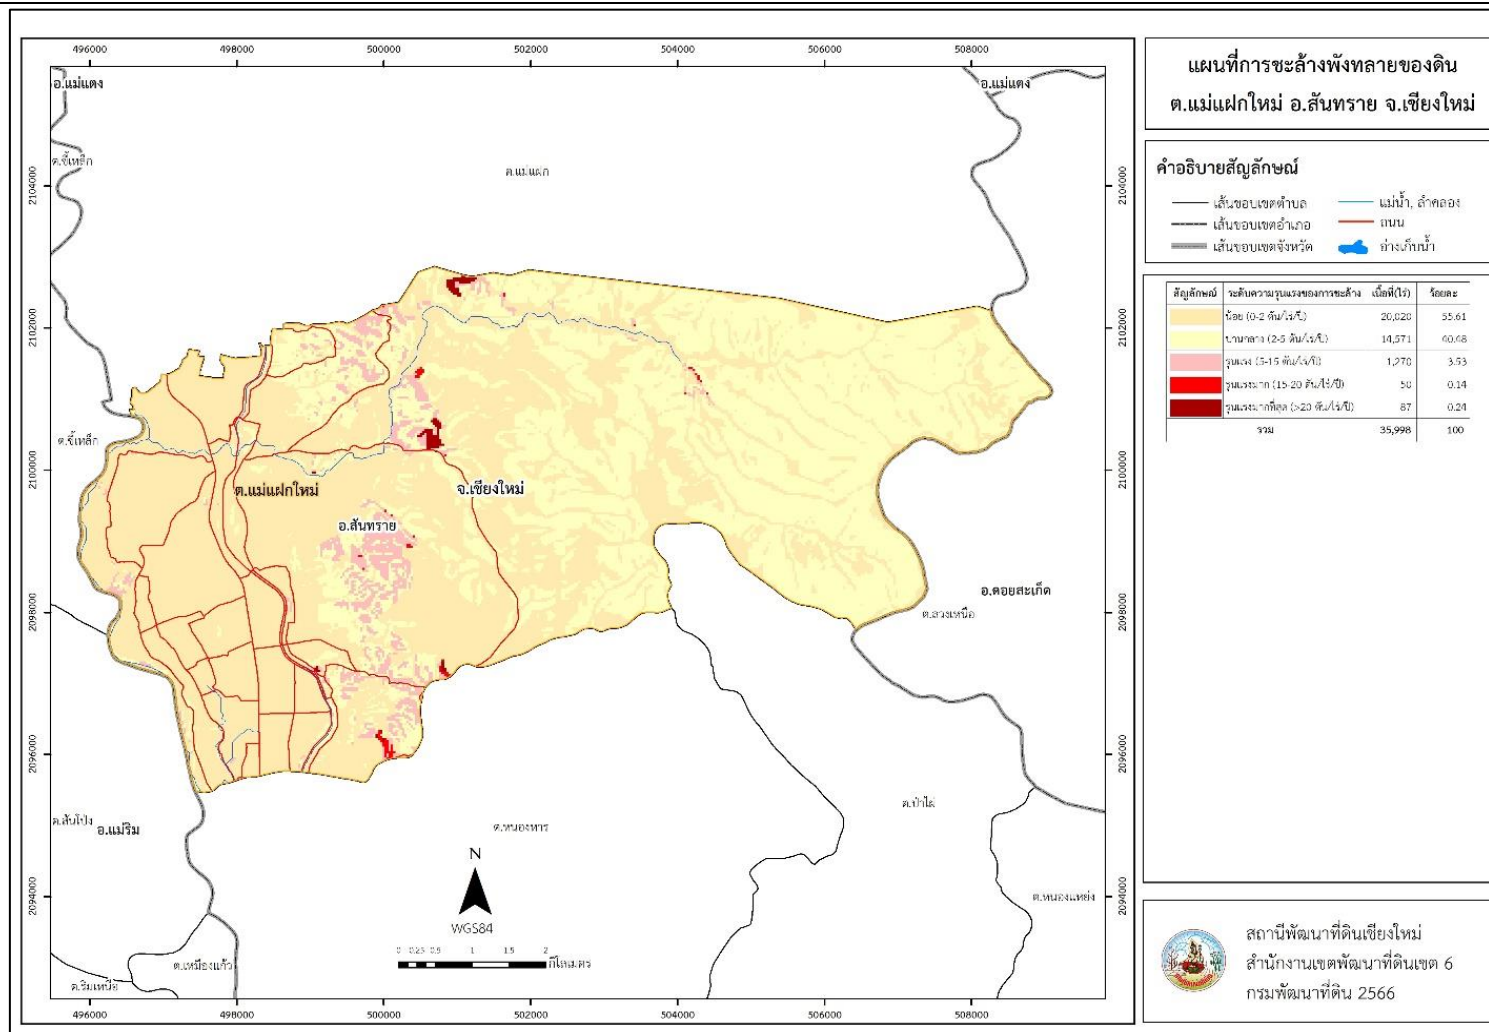 496000 498000 500000 502000 504000 506000 508000
อ.แม่แตง
อ.แม่แตง
ต.ขี้เหล็ก
ต.แม่แฝก
2104000
2104000
2102000
2102000
ต.ขี้เหล็ก
2100000
2100000
ต.แม่แฝกใหม่
จ.เชียงใหม่
อ.สันทราย
อ.ดอยสะเก็ด
ต.ลวงเหนือ
2098000
2098000
2096000
2096000
ต.ป่าไผ่
ต.สันโป่ง
อ.แม่ริม
ต.หนองหาร
2094000
2094000
ต.หนองแหย่ง
N
WGS84
0 0.25 0.5 1 1.5 2
กิโลเมตร
ต.เหมืองแก้ว
ต.ริมเหนือ
496000 498000 500000 502000 504000 506000 508000
แผนที่การชะล้างพังทลายของดิน
ต.แม่แฝกใหม่ อ.สันทราย จ.เชียงใหม่
คำอธิบายสัญลักษณ์
เส้นขอบเขตตำบล แม่น้ำ, ลำคลอง
เส้นขอบเขตอำเภอ ถนน
เส้นขอบเขตจังหวัด อ่างเก็บน้ำ
สัญลักษณ์ ระดับความรุนแรงของการชะล้าง เนื้อที่(ไร่) ร้อยละ
น้อย (0-2 ตัน/ไร่/ปี) 20,020 55.61
ปานกลาง (2-5 ตัน/ไร่/ปี) 14,571 40.48
รุนแรง (5-15 ตัน/ไร่/ปี) 1,270 3.53
รุนแรงมาก (15-20 ตัน/ไร่/ปี) 50 0.14
รุนแรงมากที่สุด (>20 ตัน/ไร่/ปี) 87 0.24
รวม 35,998 100
สถานีพัฒนาที่ดินเชียงใหม่
สำนักงานเขตพัฒนาที่ดินเขต 6
กรมพัฒนาที่ดิน 2566